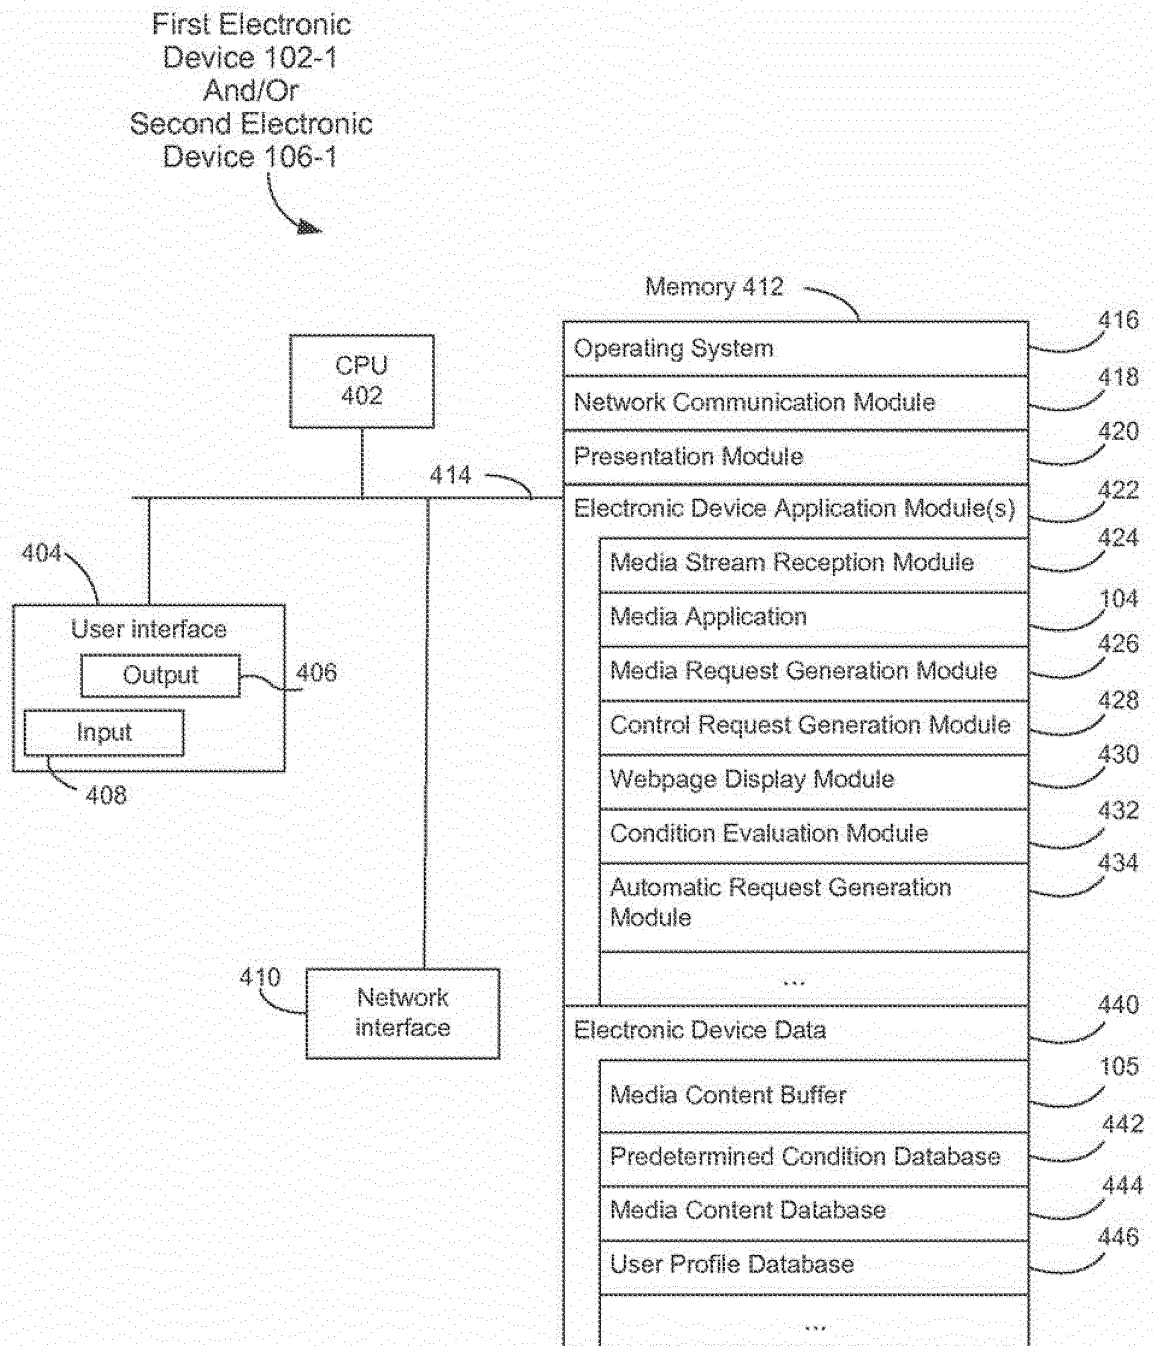 First Electronic
Device 102-1
And/Or
Second Electronic
Device 106-1
Memory 412
CPU
402
414
404
User interface
Output
406
Input
408
410
Network
interface
Operating System
416
Network Communication Module
418
Presentation Module
420
Electronic Device Application Module(s)
422
Media Stream Reception Module
424
Media Application
104
Media Request Generation Module
426
Control Request Generation Module
428
Webpage Display Module
430
Condition Evaluation Module
432
Automatic Request Generation
Module
434
...
Electronic Device Data
440
Media Content Buffer
105
Predetermined Condition Database
442
Media Content Database
444
User Profile Database
446
...